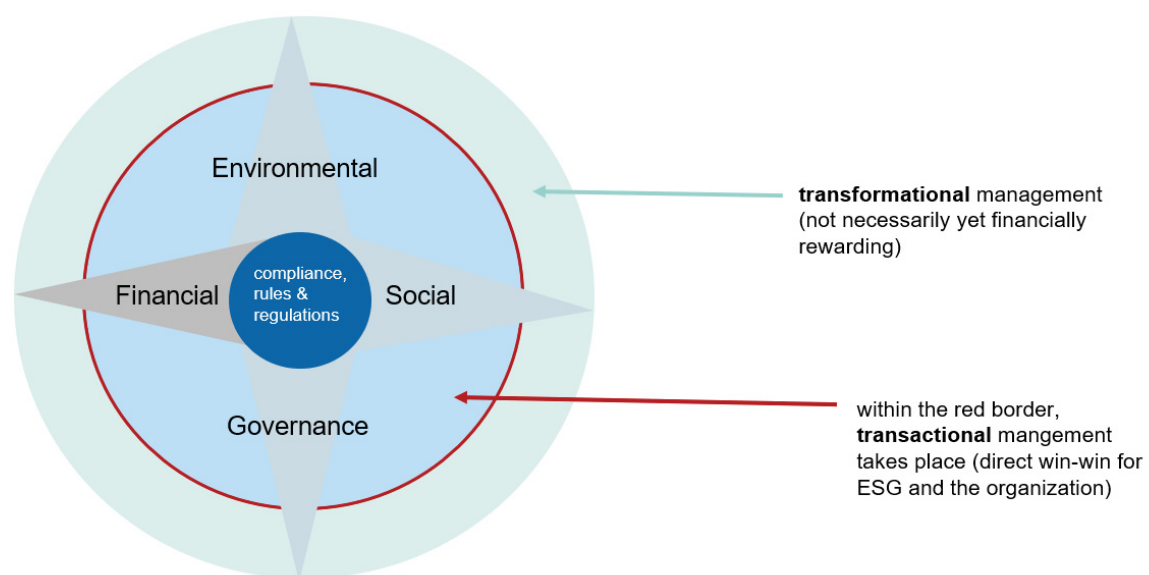 Environmental
transformational management
(not necessarily yet financially
rewarding)
Financial
compliance,
rules &
regulations
Social
Governance
within the red border,
transactional mangement
takes place (direct win-win for
ESG and the organization)